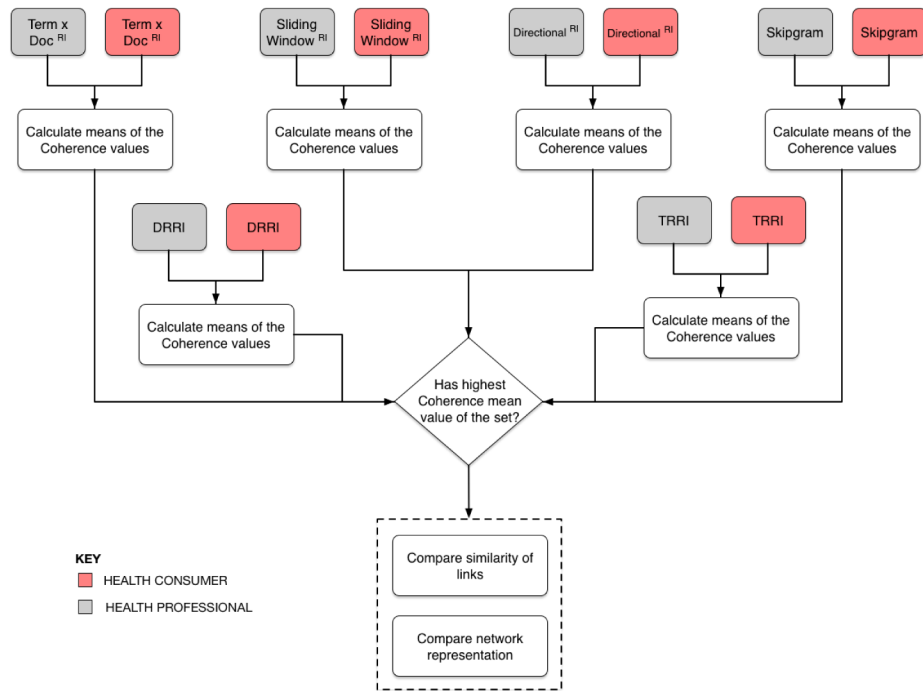 Term x
Doc RI
Term x
Doc RI
Sliding
Window RI
Sliding
Window RI
Directional RI
Directional RI
Skipgram
Skipgram
Calculate means of the
Coherence values
Calculate means of the
Coherence values
Calculate means of the
Coherence values
Calculate means of the
Coherence values
DRRI
DRRI
TRRI
TRRI
Calculate means of the
Coherence values
Calculate means of the
Coherence values
Has highest
Coherence mean
value of the set?
Compare similarity of
links
Compare network
representation
KEY
HEALTH CONSUMER
HEALTH PROFESSIONAL